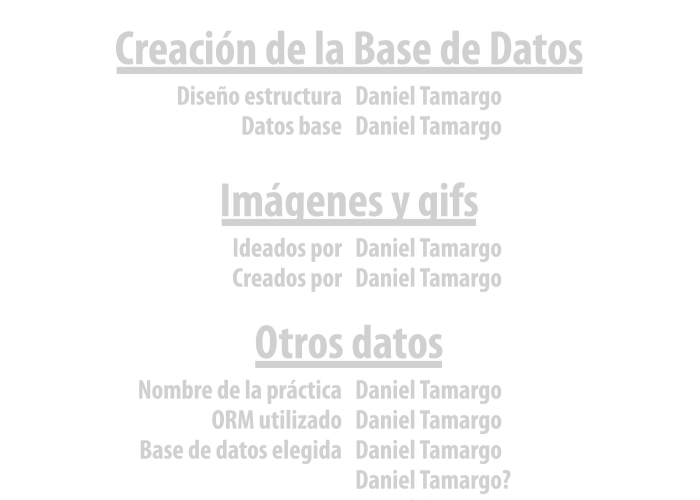 Creación de la Base de Datos
Diseño estructura Daniel Tamargo
Datos base Daniel Tamargo
Imágenes y gifs
Ideados por Daniel Tamargo
Creados por Daniel Tamargo
Otros datos
Nombre de la práctica Daniel Tamargo
ORM utilizado Daniel Tamargo
Base de datos elegida Daniel Tamargo
Daniel Tamargo?